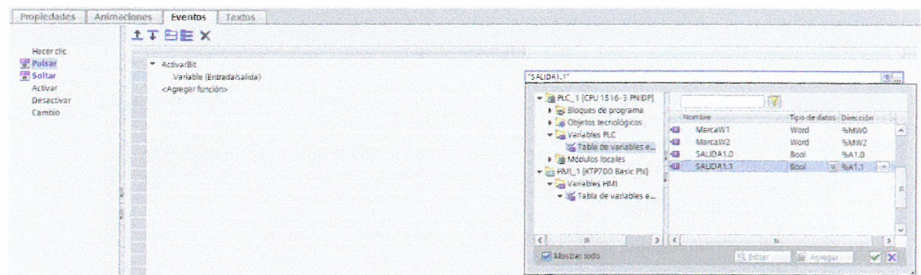 Propiedades Animaciones Eventos Textos
Hacer clic
Pulsar
Soltar
Activar
Desactivar
Cambio
ActivarBit
Variable (Entrada/salida)
<Agregar función>
"SALIDA1.1"
PLC_1 [CPU 1516-3 PN/DP]
Bloques de programa
Objetos tecnológicos
Variables PLC
Tabla de variables e...
Módulos locales
HMI_1 [KTP700 Basic PN]
Variables HMI
Tabla de variables e...
Nombre Tipo de datos Dirección
MarcaW1 Word %MW0
MarcaW2 Word %MW2
SALIDA1.0 Bool %A1.0
SALIDA1.1 Bool %A1.1
Mostrar todo Editar Agregar